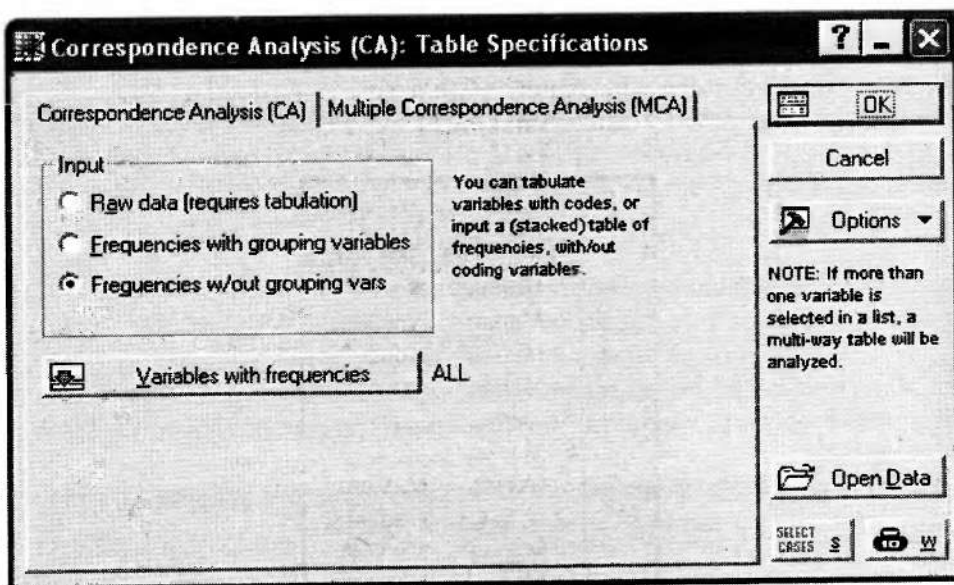 Correspondence Analysis (CA): Table Specifications
?
Correspondence Analysis (CA)
Multiple Correspondence Analysis (MCA)
Input
Raw data (requires tabulation)
Frequencies with grouping variables
Frequencies w/out grouping vars
You can tabulate
variables with codes, or
input a (stacked) table of
frequencies, with/out
coding variables.
Variables with frequencies
ALL
OK
Cancel
Options
NOTE: If more than
one variable is
selected in a list, a
multi-way table will be
analyzed.
Open Data
SELECT
CASES
S
W